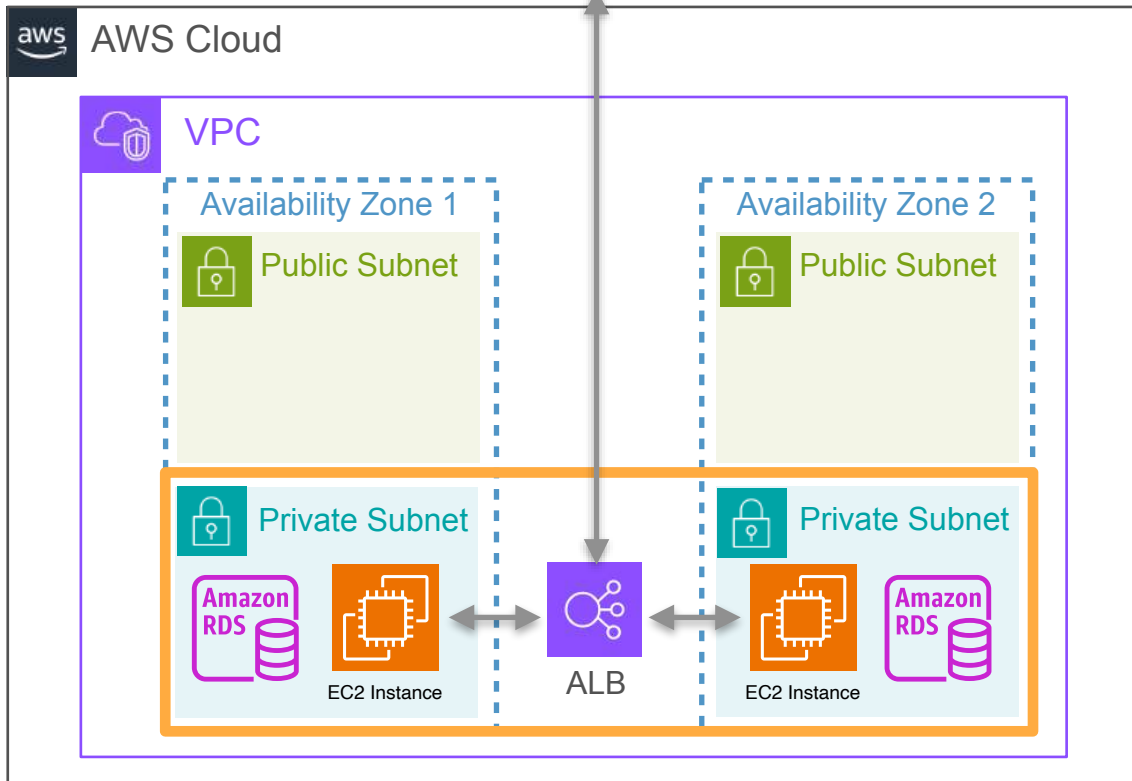 aws
AWS Cloud
VPC
Availability Zone 1
Availability Zone 2
Public Subnet
Public Subnet
Private Subnet
Private Subnet
Amazon
RDS
EC2 Instance
ALB
EC2 Instance
Amazon
RDS